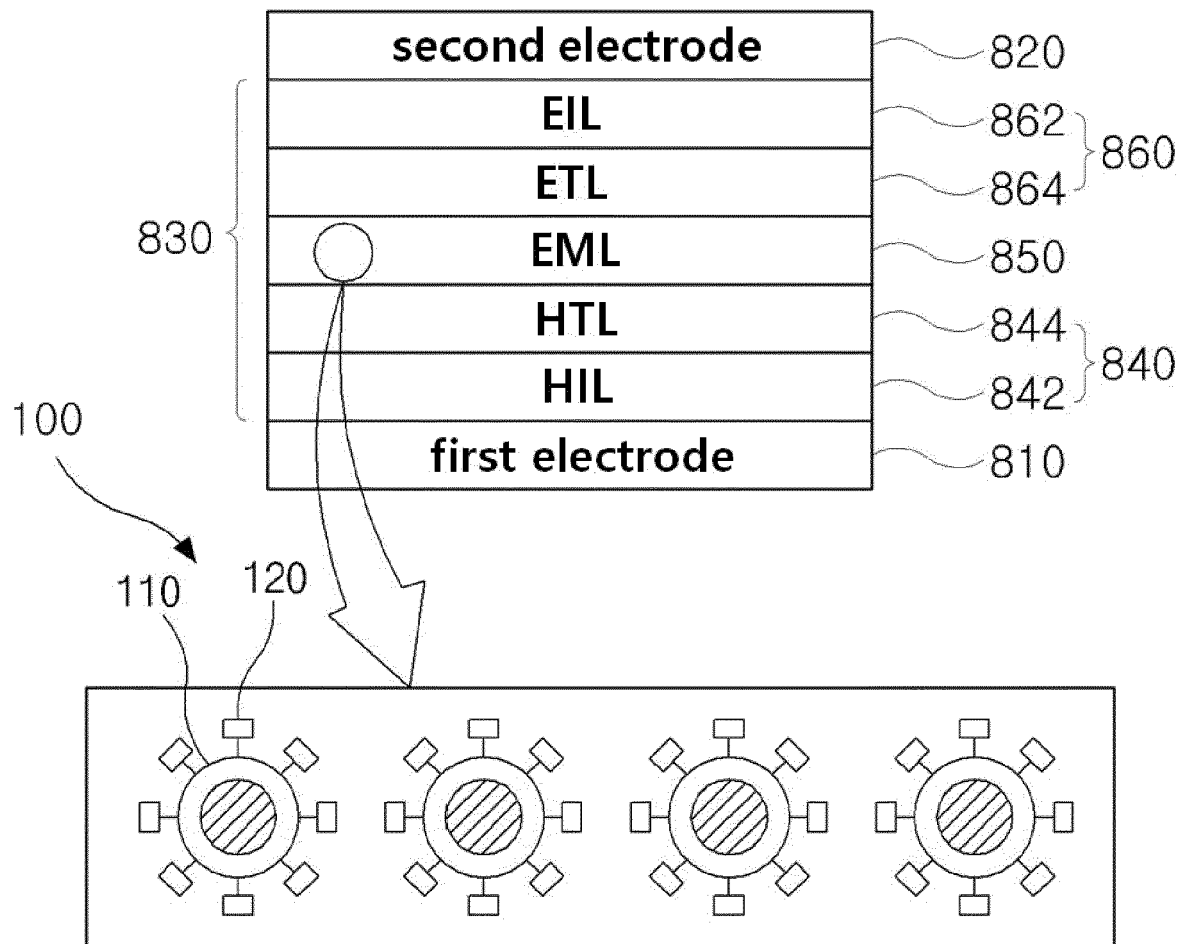 second electrode 820
EIL 862
860
ETL 864
830
EML 850
HTL 844
840
HIL 842
100
first electrode 810
110 120